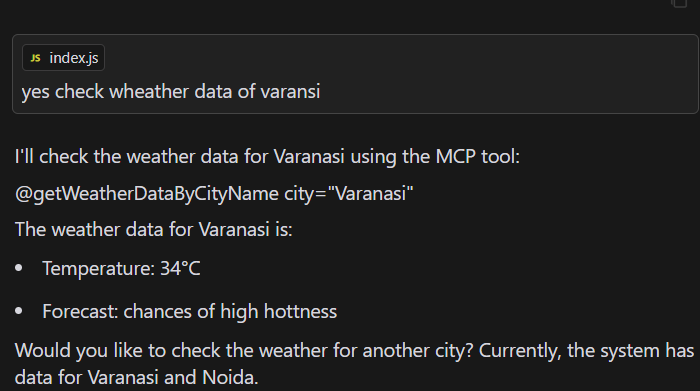 JS index.js
yes check wheather data of varansi
I'll check the weather data for Varanasi using the MCP tool:
@getWeatherDataByCityName city="Varanasi"
The weather data for Varanasi is:
• Temperature: 34°C
• Forecast: chances of high hottness
Would you like to check the weather for another city? Currently, the system has
data for Varanasi and Noida.